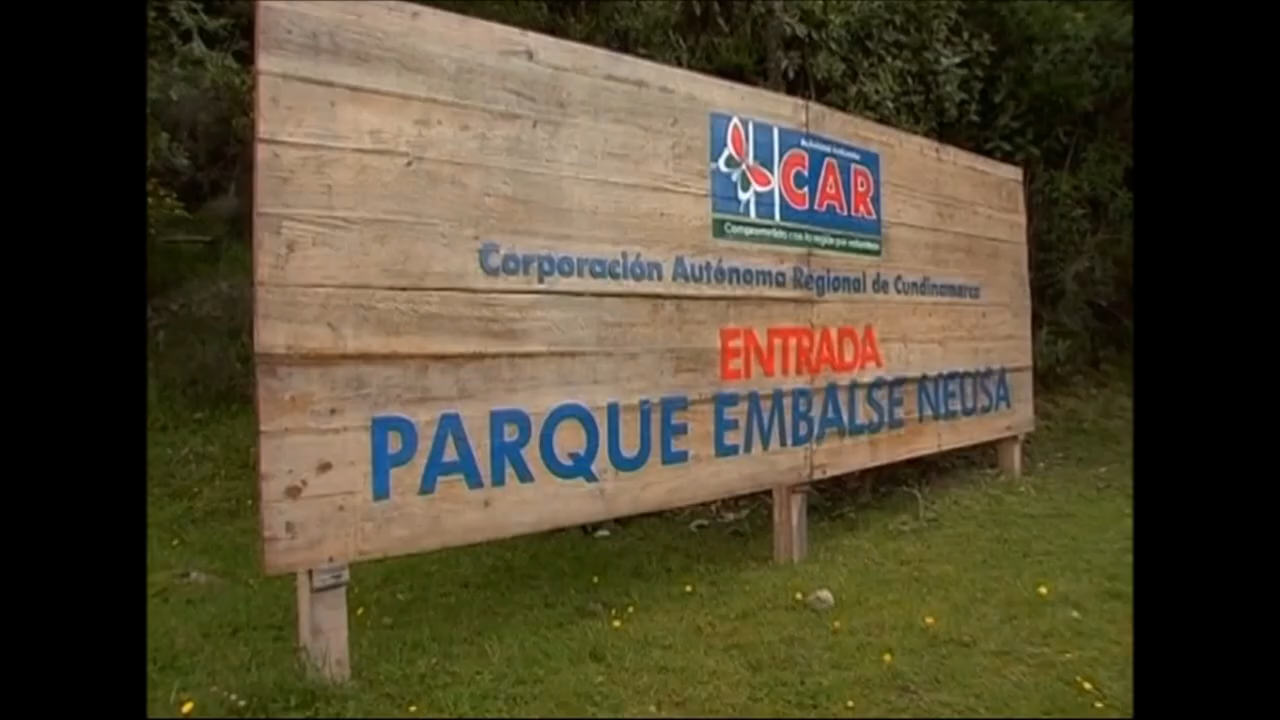 CAR
Corporación Autónoma Regional de Cundinamarca
ENTRADA
PARQUE EMBALSE NEUSA